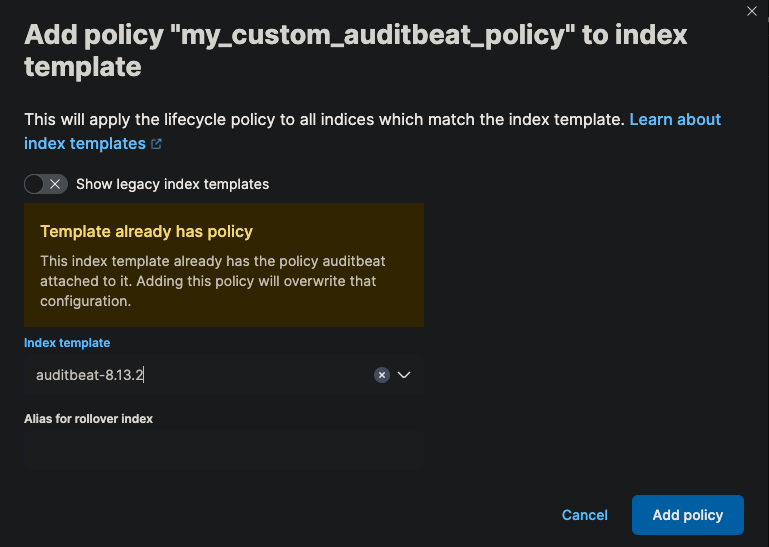 Add policy "my_custom_auditbeat_policy" to index
template
This will apply the lifecycle policy to all indices which match the index template. Learn about
index templates
Show legacy index templates
Template already has policy
This index template already has the policy auditbeat
attached to it. Adding this policy will overwrite that
configuration.
Index template
auditbeat-8.13.2
Alias for rollover index
Cancel
Add policy